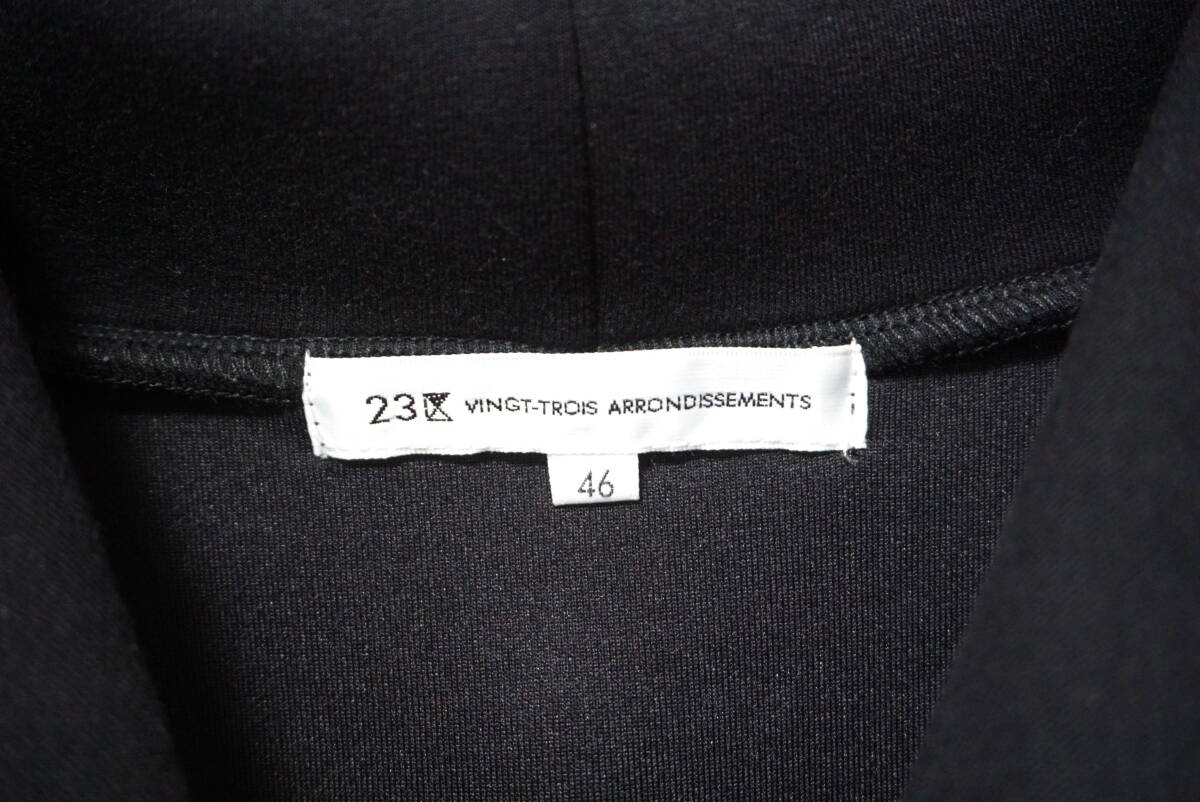 23区 VINGT-TROIS ARRONDISSEMENTS
46